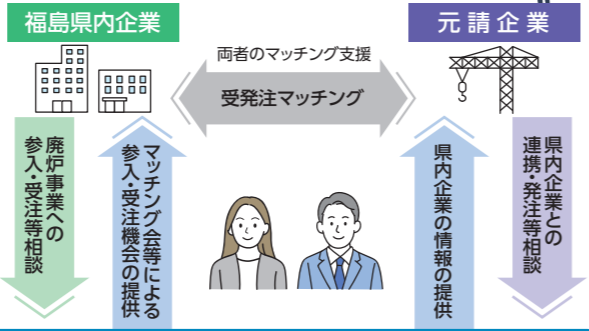 福島県内企業
元請企業
両者のマッチング支援
受発注マッチング
廃炉事業への
参入・受注等相談
マッチング会等による
参入・受注機会の提供
県内企業の情報の提供
県内企業との
連携・発注等相談